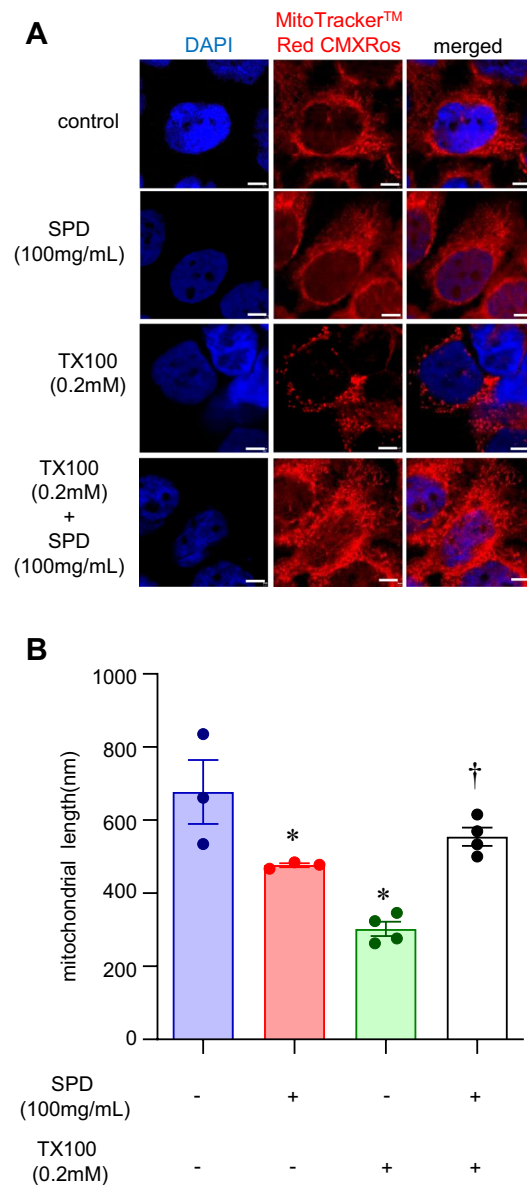 A
DAPI
MitoTracker™
Red CMXRos
merged
control
SPD
(100mg/mL)
TX100
(0.2mM)
TX100
(0.2mM)
+
SPD
(100mg/mL)
B
mitochondrial length(nm)
1000
800
600
400
200
0
*
*
†
SPD
(100mg/mL)
- + - +
TX100
(0.2mM)
- - + +